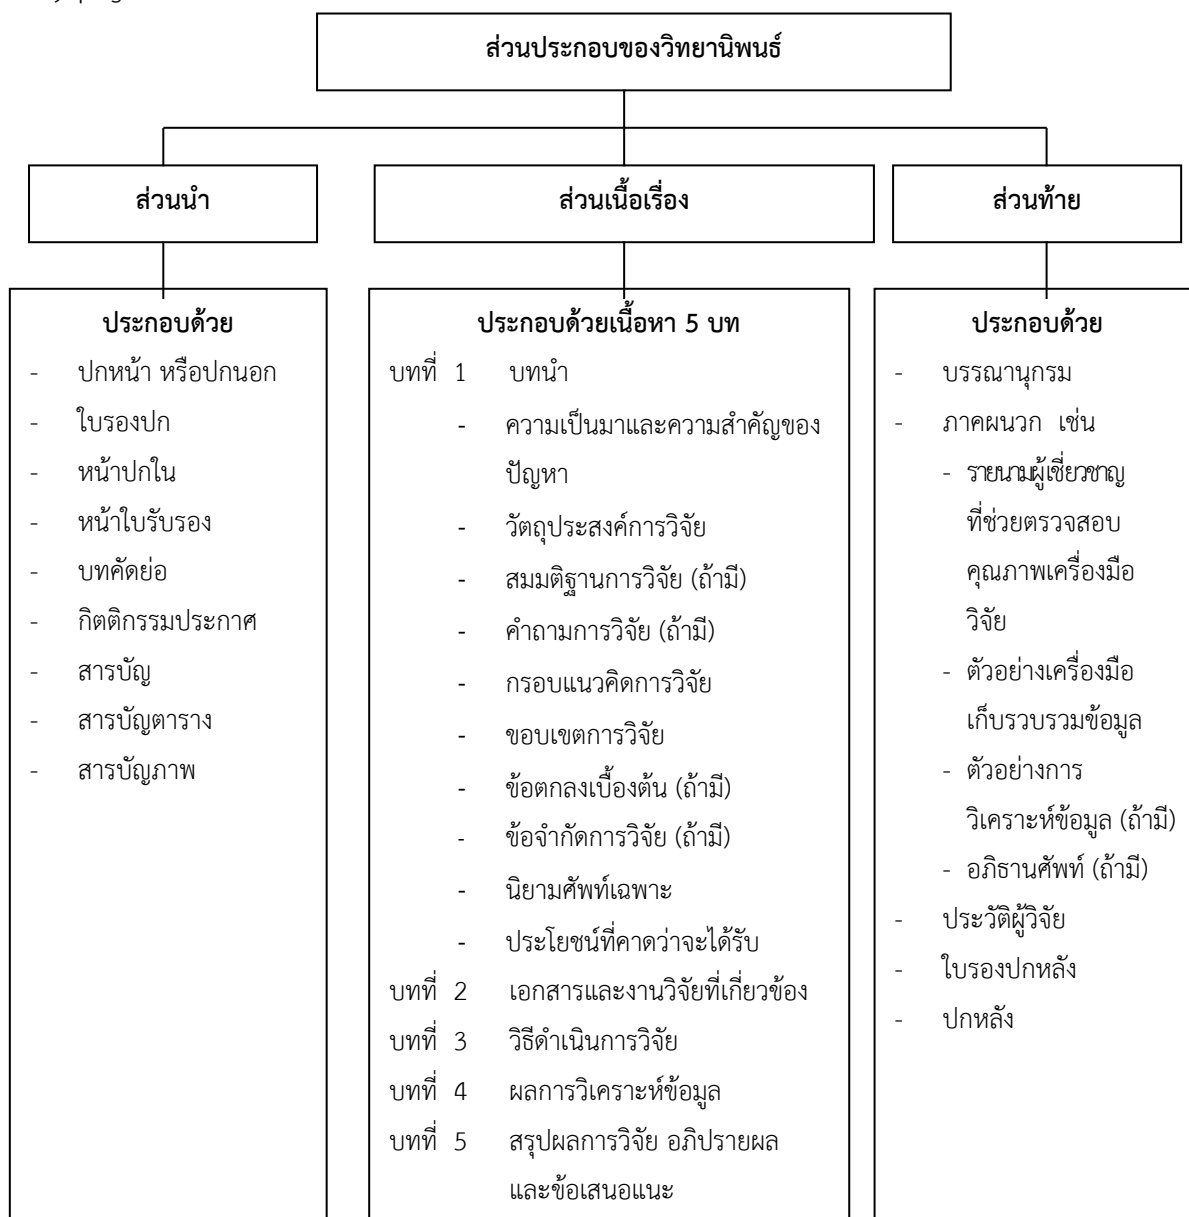 ส่วนประกอบของวิทยานิพนธ์
ส่วนนำ
ส่วนเนื้อเรื่อง
ส่วนท้าย
ประกอบด้วย
- ปกหน้า หรือปกนอก
- ใบรองปก
- หน้าปกใน
- หน้าใบรับรอง
- บทคัดย่อ
- กิตติกรรมประกาศ
- สารบัญ
- สารบัญตาราง
- สารบัญภาพ
ประกอบด้วยเนื้อหา 5 บท
บทที่ 1 บทนำ
- ความเป็นมาและความสำคัญของ
ปัญหา
- วัตถุประสงค์การวิจัย
- สมมติฐานการวิจัย (ถ้ามี)
- คำถามการวิจัย (ถ้ามี)
- กรอบแนวคิดการวิจัย
- ขอบเขตการวิจัย
- ข้อตกลงเบื้องต้น (ถ้ามี)
- ข้อจำกัดการวิจัย (ถ้ามี)
- นิยามศัพท์เฉพาะ
- ประโยชน์ที่คาดว่าจะได้รับ
บทที่ 2 เอกสารและงานวิจัยที่เกี่ยวข้อง
บทที่ 3 วิธีดำเนินการวิจัย
บทที่ 4 ผลการวิเคราะห์ข้อมูล
บทที่ 5 สรุปผลการวิจัย อภิปรายผล
และข้อเสนอแนะ
ประกอบด้วย
- บรรณานุกรม
- ภาคผนวก เช่น
- รายนามผู้เชี่ยวชาญ
ที่ช่วยตรวจสอบ
คุณภาพเครื่องมือ
วิจัย
- ตัวอย่างเครื่องมือ
เก็บรวบรวมข้อมูล
- ตัวอย่างการ
วิเคราะห์ข้อมูล (ถ้ามี)
- อภิธานศัพท์ (ถ้ามี)
- ประวัติผู้วิจัย
- ใบรองปกหลัง
- ปกหลัง